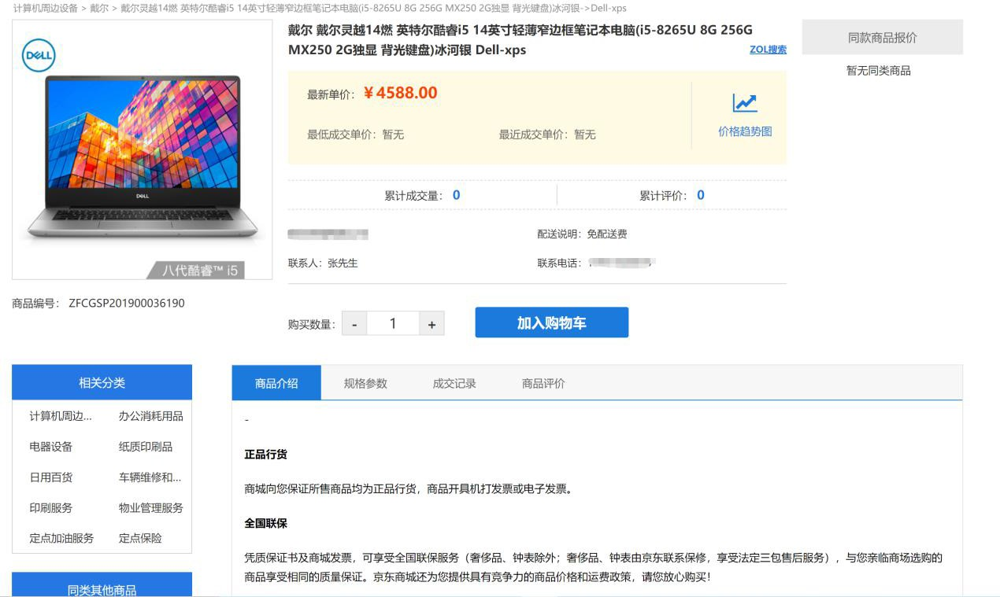 计算机周边设备 > 戴尔 > 戴尔灵越14燃 英特尔酷睿i5 14英寸轻薄窄边框笔记本电脑(i5-8265U 8G 256G MX250 2G独显 背光键盘)冰河银->Dell-xps
DELL
DELL
八代酷睿™ i5
商品编号： ZFCGSP201900036190
戴尔 戴尔灵越14燃 英特尔酷睿i5 14英寸轻薄窄边框笔记本电脑(i5-8265U 8G 256G
MX250 2G独显 背光键盘)冰河银 Dell-xps
ZOL搜索
最新单价：￥4588.00
最低成交单价：暂无
最近成交单价：暂无
价格趋势图
累计成交量：0
累计评价：0
配送说明：免配送费
联系人：张先生
联系电话：
购买数量：- 1 +
加入购物车
同款商品报价
暂无同类商品
相关分类
计算机周边... 办公消耗用品
电器设备 纸质印刷品
日用百货 车辆维修和...
印刷服务 物业管理服务
定点加油服务 定点保险
同类其他商品
商品介绍 规格参数 成交记录 商品评价
-
正品行货
商城向您保证所售商品均为正品行货，商品开具机打发票或电子发票。
全国联保
凭质保证书及商城发票，可享受全国联保服务（奢侈品、钟表除外；奢侈品、钟表由京东联系保修，享受法定三包售后服务），与您亲临商场选购的
商品享受相同的质量保证。京东商城还为您提供具有竞争力的商品价格和运费政策，请您放心购买！